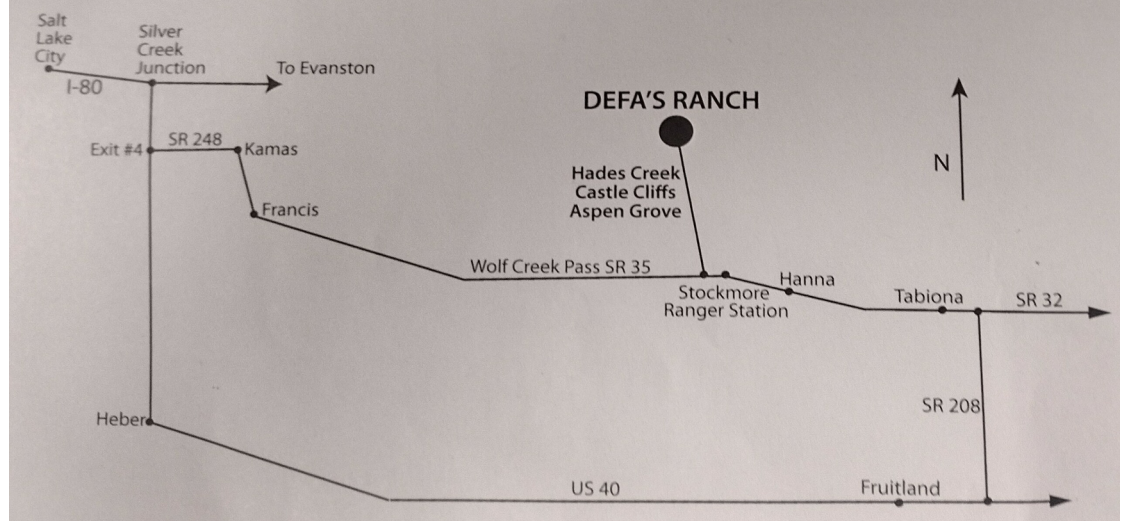 Salt
Lake
City
I-80
Silver
Creek
Junction
To Evanston
DEFA'S RANCH
N
Exit #4
SR 248
Kamas
Francis
Hades Creek
Castle Cliffs
Aspen Grove
Wolf Creek Pass SR 35
Stockmore
Ranger Station
Hanna
Tabiona
SR 32
SR 208
Heber
US 40
Fruitland